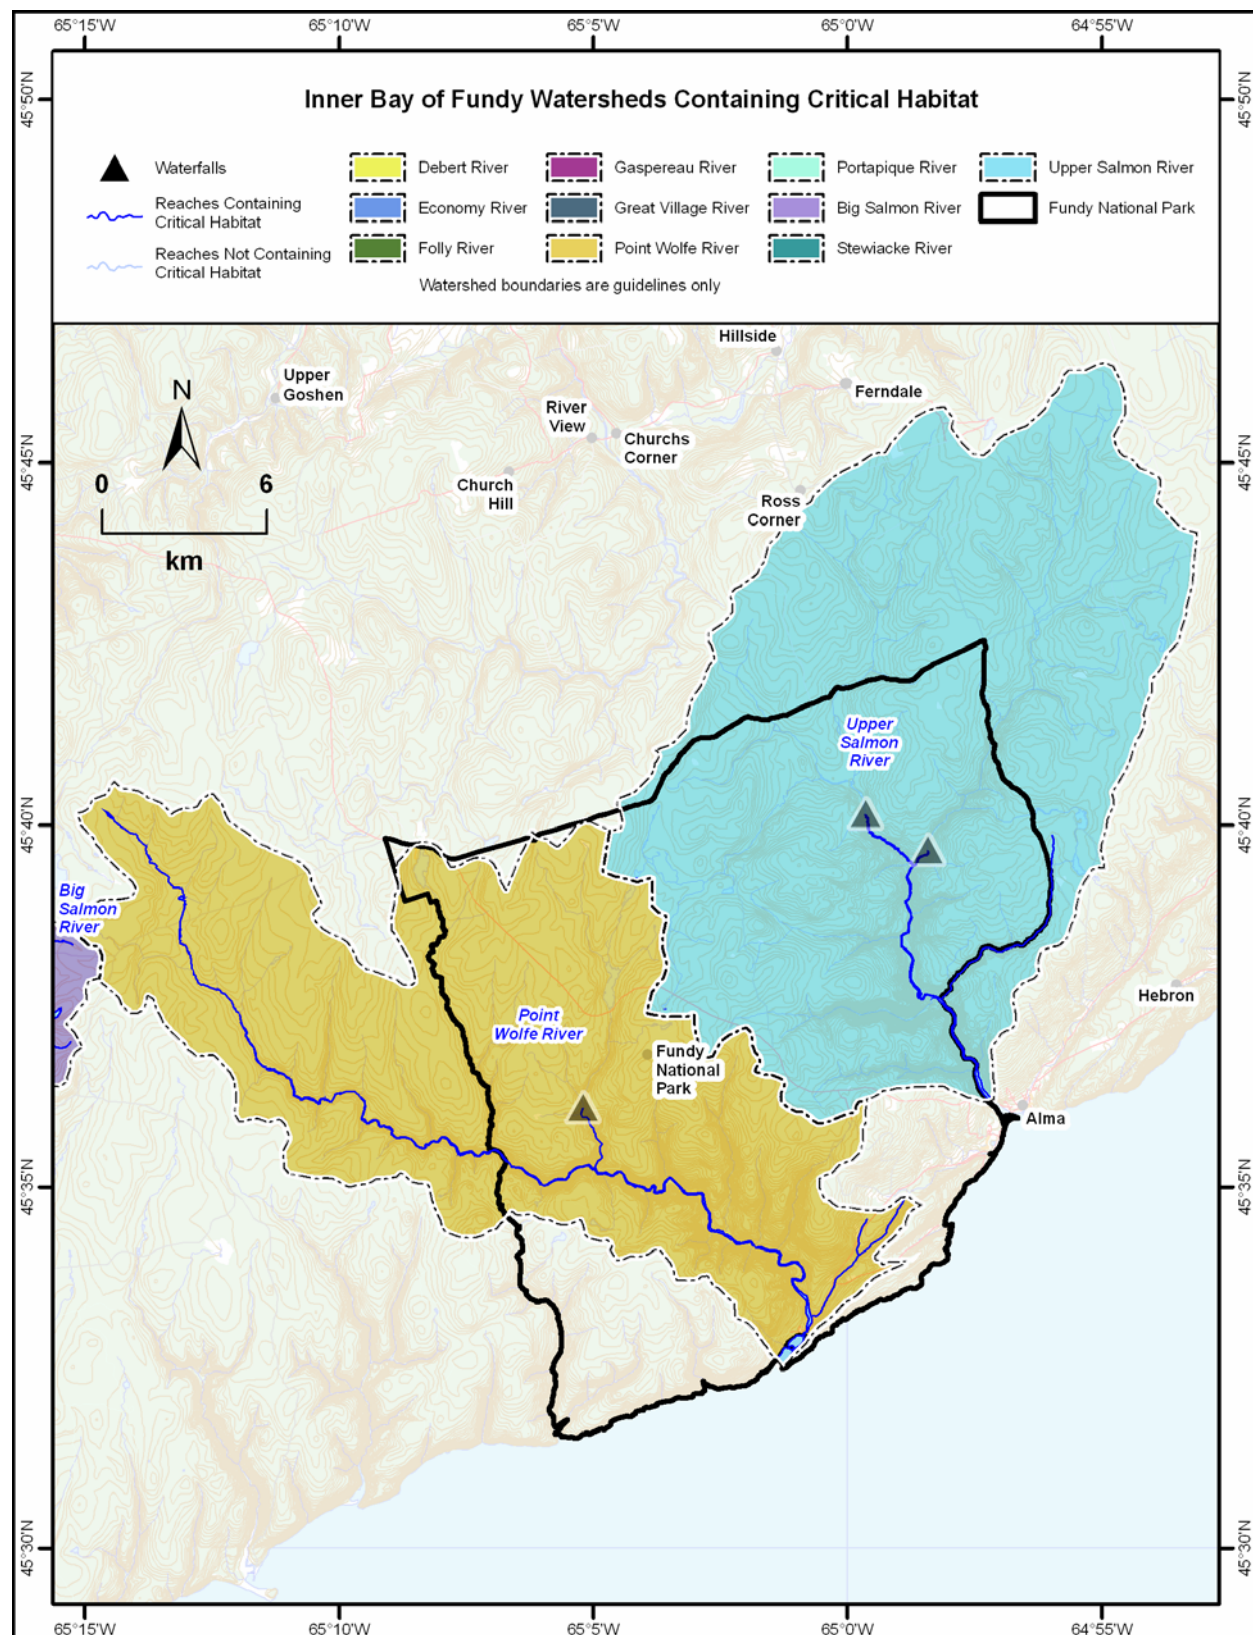 65°15'W 65°10'W 65°5'W 65°0'W 64°55'W
45°50'N 45°50'N
Inner Bay of Fundy Watersheds Containing Critical Habitat
Waterfalls
Reaches Containing
Critical Habitat
Reaches Not Containing
Critical Habitat
Debert River
Economy River
Folly River
Gaspereau River
Great Village River
Point Wolfe River
Portapique River
Big Salmon River
Stewiacke River
Upper Salmon River
Fundy National Park
Watershed boundaries are guidelines only
Hillside
Upper
Goshen
Ferndale
River
View
Churchs
Corner
N
45°45'N 45°45'N
Church
Hill
0 6
km
Ross
Corner
Upper
Salmon
River
45°40'N 45°40'N
Big
Salmon
River
Hebron
Point
Wolfe River
Fundy
National
Park
Alma
45°35'N 45°35'N
45°30'N 45°30'N
65°15'W 65°10'W 65°5'W 65°0'W 64°55'W